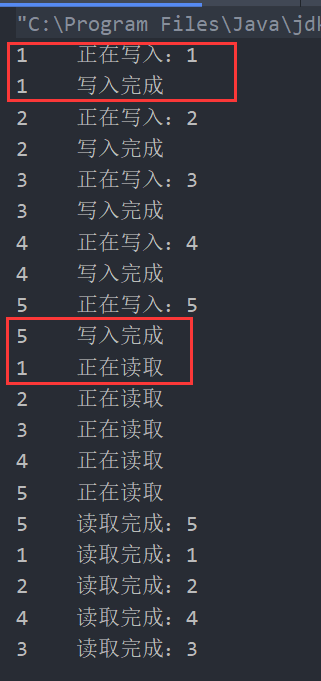 "C:\Program Files\Java\jd
1 正在写入：1
1 写入完成
2 正在写入：2
2 写入完成
3 正在写入：3
3 写入完成
4 正在写入：4
4 写入完成
5 正在写入：5
5 写入完成
1 正在读取
2 正在读取
3 正在读取
4 正在读取
5 正在读取
5 读取完成：5
1 读取完成：1
2 读取完成：2
4 读取完成：4
3 读取完成：3